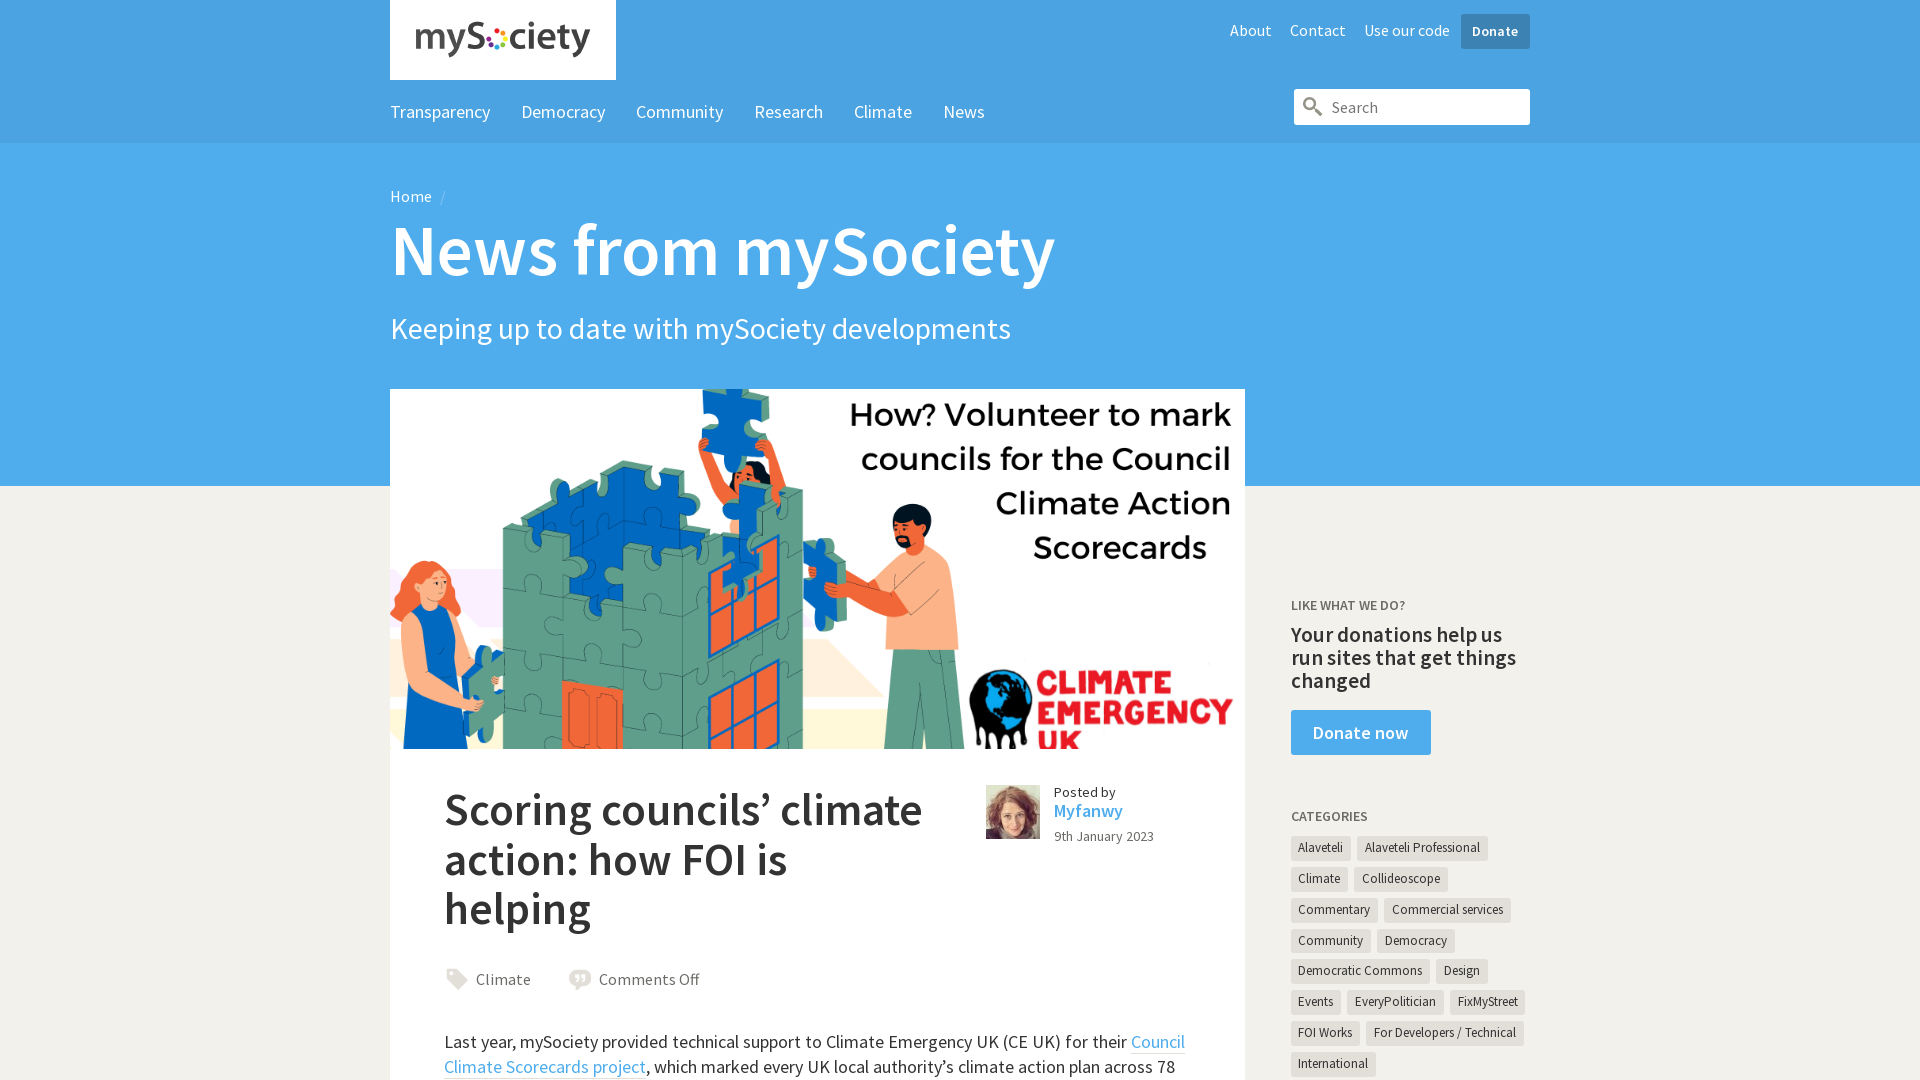 mySociety
About
Contact
Use our code
Donate
Transparency
Democracy
Community
Research
Climate
News
Search
Home /
News from mySociety
Keeping up to date with mySociety developments
How? Volunteer to mark
councils for the Council
Climate Action
Scorecards
CLIMATE
EMERGENCY
UK
Scoring councils’ climate
action: how FOI is
helping
Posted by
Myfanwy
9th January 2023
Climate
Comments Off
Last year, mySociety provided technical support to Climate Emergency UK (CE UK) for their Council
Climate Scorecards project, which marked every UK local authority’s climate action plan across 78
LIKE WHAT WE DO?
Your donations help us
run sites that get things
changed
Donate now
CATEGORIES
Alaveteli
Alaveteli Professional
Climate
Collideoscope
Commentary
Commercial services
Community
Democracy
Democratic Commons
Design
Events
EveryPolitician
FixMyStreet
FOI Works
For Developers / Technical
International